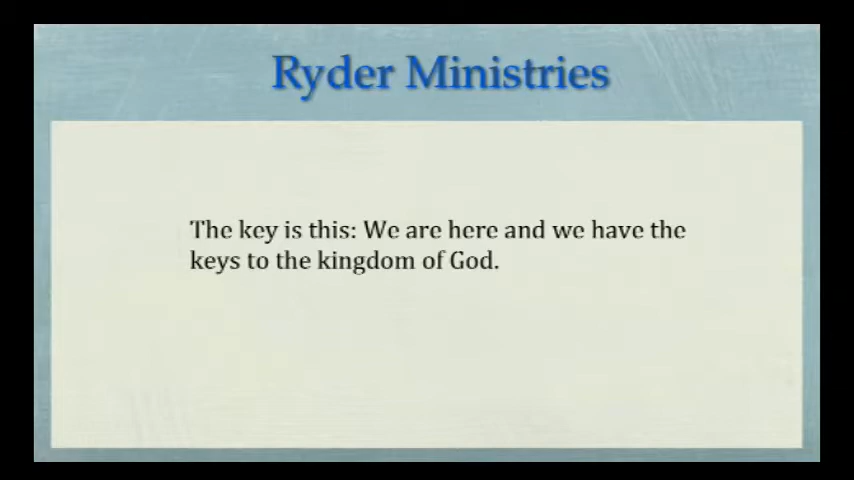 Ryder Ministries
The key is this: We are here and we have the
keys to the kingdom of God.